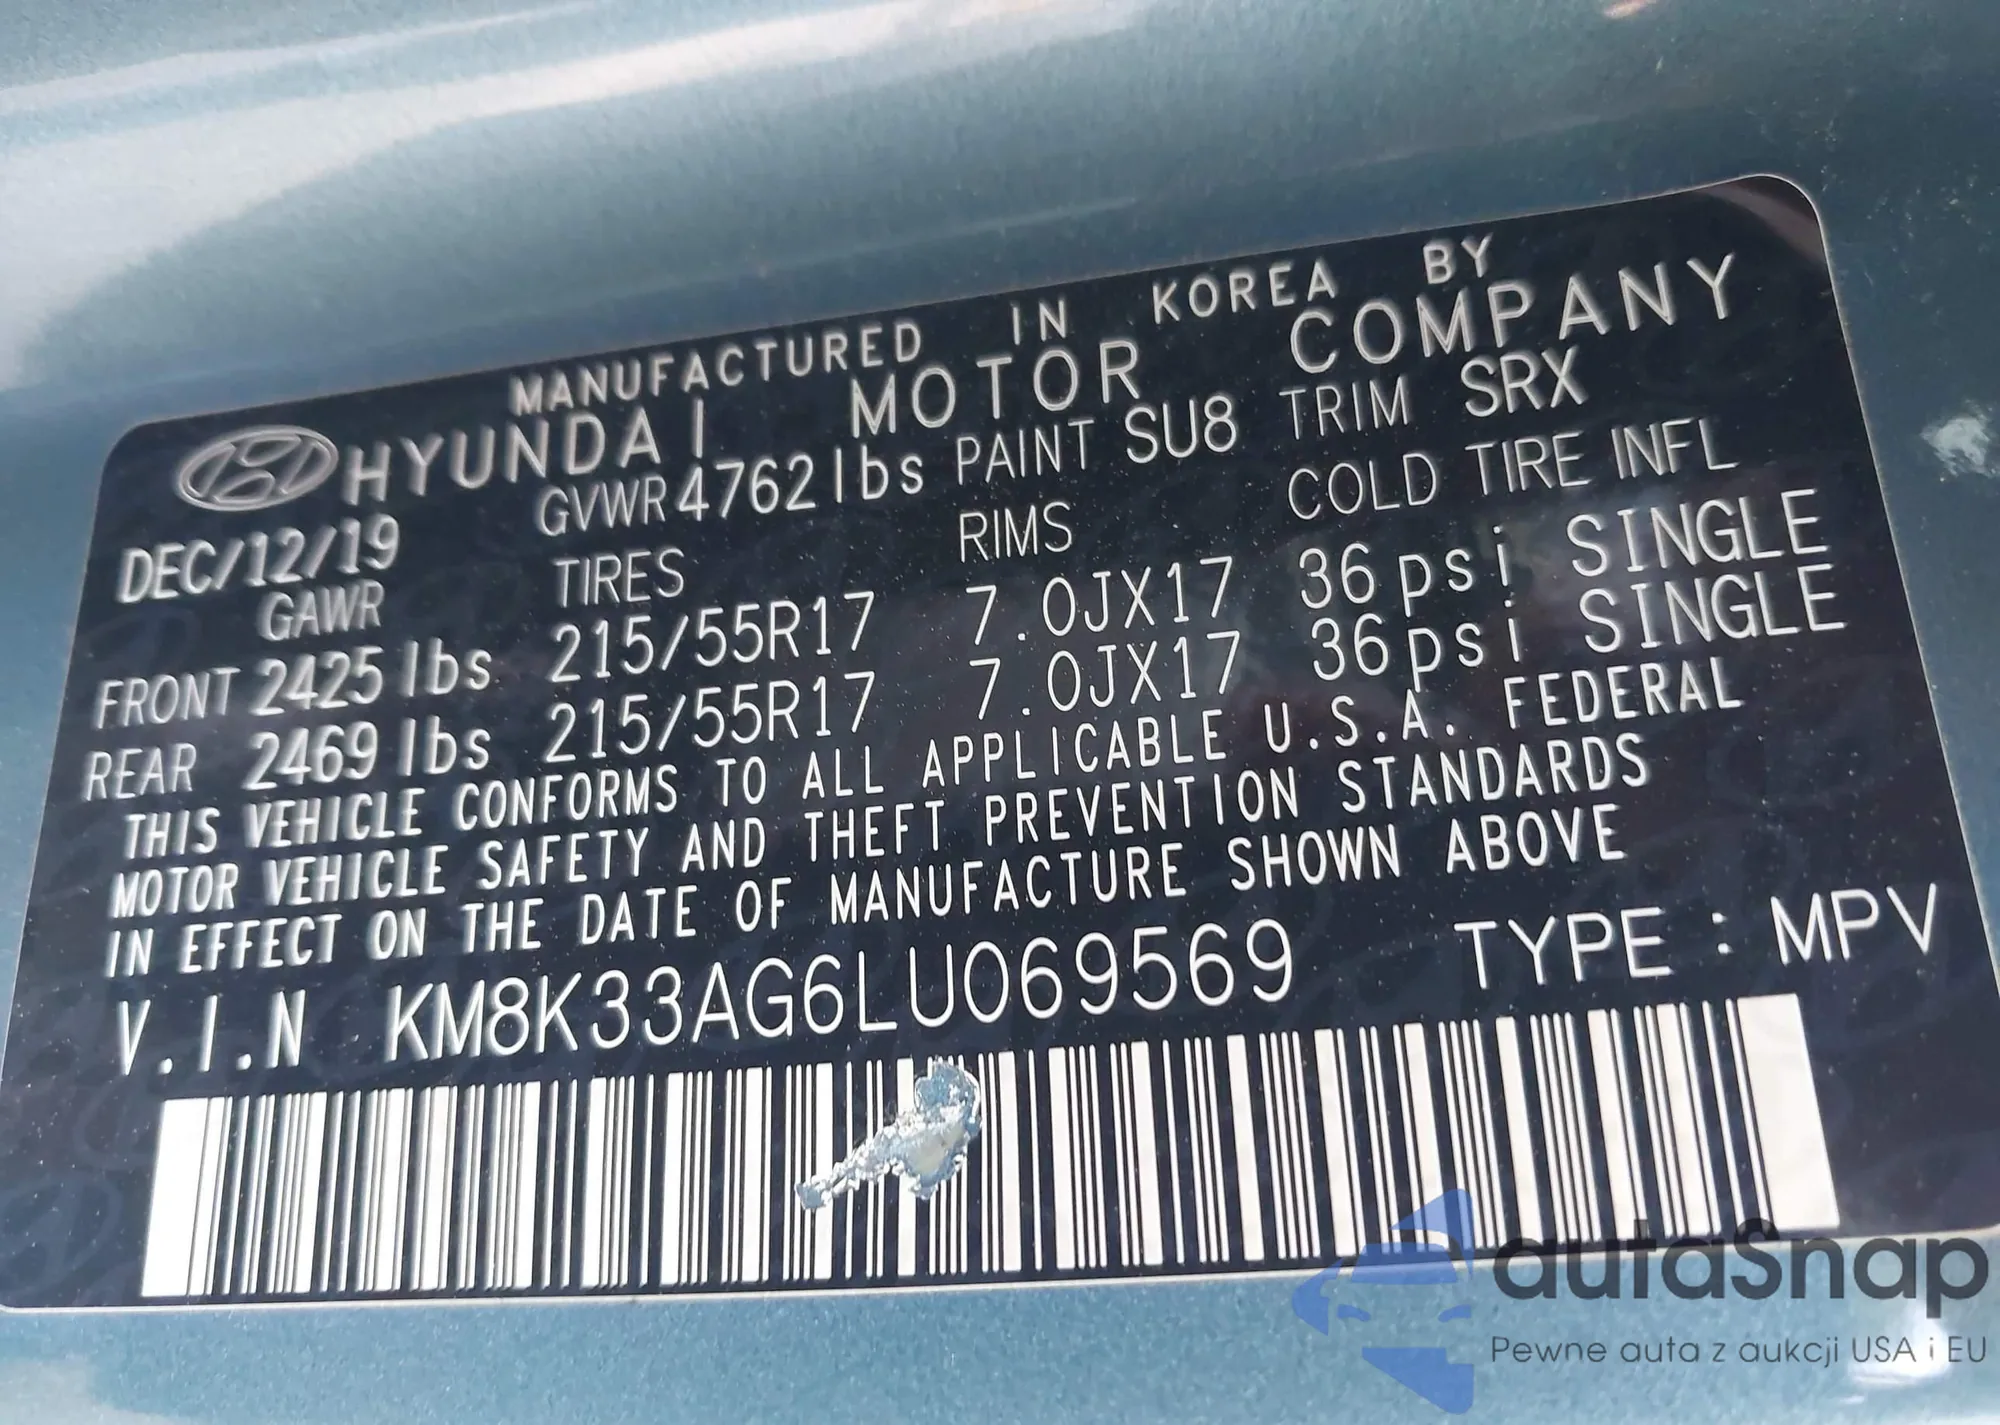 MANUFACTURED IN KOREA BY
HYUNDAI MOTOR COMPANY
DEC/12/19 GVWR 4762 lbs PAINT SU8 TRIM SRX
GAWR TIRES RIMS COLD TIRE INFL
FRONT 2425 lbs 215/55R17 7.0JX17 36 psi SINGLE
REAR 2469 lbs 215/55R17 7.0JX17 36 psi SINGLE
THIS VEHICLE CONFORMS TO ALL APPLICABLE U.S.A. FEDERAL
MOTOR VEHICLE SAFETY AND THEFT PREVENTION STANDARDS
IN EFFECT ON THE DATE OF MANUFACTURE SHOWN ABOVE
V.I.N KM8K33AG6LU069569 TYPE : MPV
autaSnap
Pewne auta z aukcji USA i EU